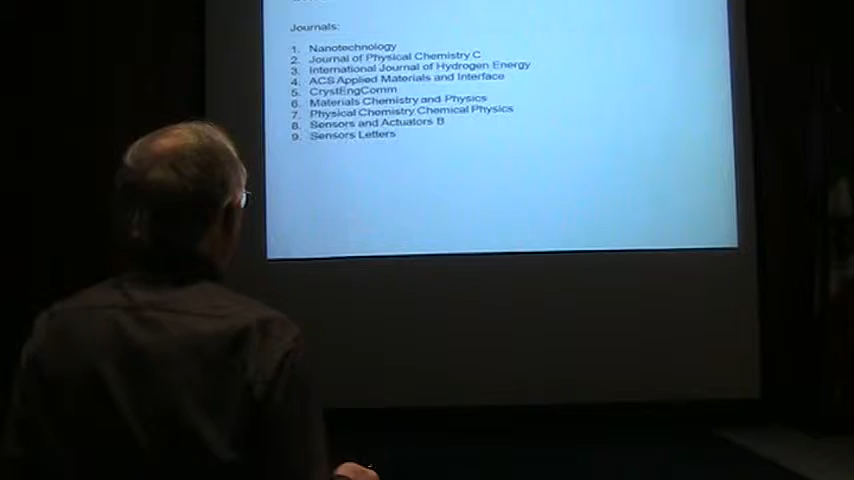 Journals:
1. Nanotechnology
2. Journal of Physical Chemistry C
3. International Journal of Hydrogen Energy
4. ACS Applied Materials and Interface
5. CrystEngComm
6. Materials Chemistry and Physics
7. Physical Chemistry Chemical Physics
8. Sensors and Actuators B
9. Sensors Letters